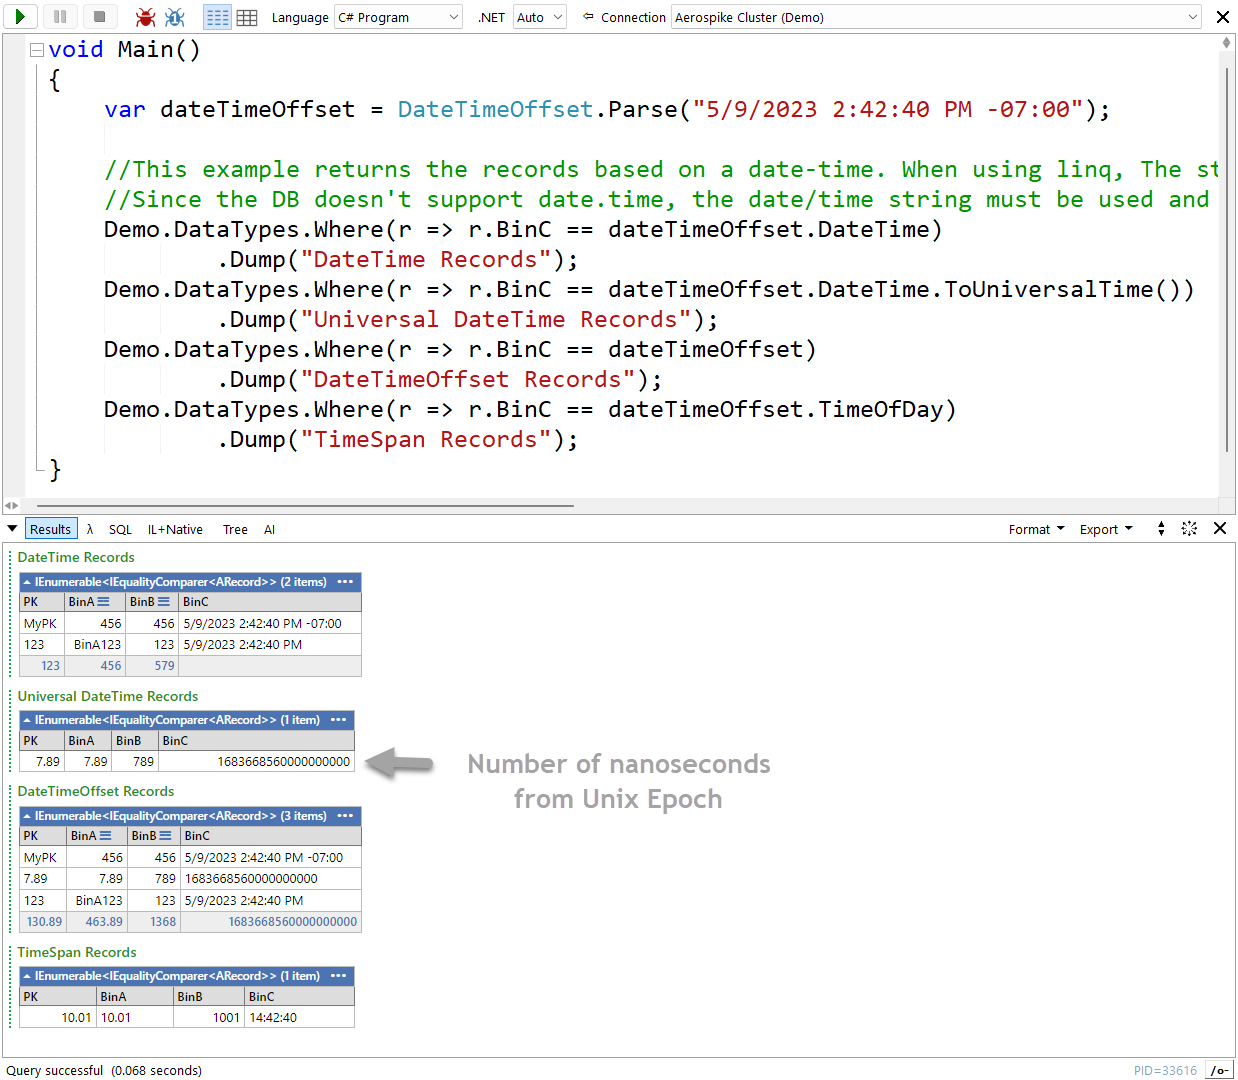 Language C# Program .NET Auto Connection Aerospike Cluster (Demo)
void Main()
{
var dateTimeOffset = DateTimeOffset.Parse("5/9/2023 2:42:40 PM -07:00");
//This example returns the records based on a date-time. When using linq, The st
//Since the DB doesn't support date.time, the date/time string must be used and
Demo.DataTypes.Where(r => r.BinC == dateTimeOffset.DateTime)
.Dump("DateTime Records");
Demo.DataTypes.Where(r => r.BinC == dateTimeOffset.DateTime.ToUniversalTime())
.Dump("Universal DateTime Records");
Demo.DataTypes.Where(r => r.BinC == dateTimeOffset)
.Dump("DateTimeOffset Records");
Demo.DataTypes.Where(r => r.BinC == dateTimeOffset.TimeOfDay)
.Dump("TimeSpan Records");
}
Results λ SQL IL+Native Tree AI Format Export
DateTime Records
IEnumerable<IEqualityComparer<ARecord>> (2 items) •••
PK BinA BinB BinC
MyPK 456 456 5/9/2023 2:42:40 PM -07:00
123 BinA123 123 5/9/2023 2:42:40 PM
123 456 579
Universal DateTime Records
IEnumerable<IEqualityComparer<ARecord>> (1 item) •••
PK BinA BinB BinC
7.89 7.89 789 1683668560000000000
Number of nanoseconds
from Unix Epoch
DateTimeOffset Records
IEnumerable<IEqualityComparer<ARecord>> (3 items) •••
PK BinA BinB BinC
MyPK 456 456 5/9/2023 2:42:40 PM -07:00
7.89 7.89 789 1683668560000000000
123 BinA123 123 5/9/2023 2:42:40 PM
130.89 463.89 1368 1683668560000000000
TimeSpan Records
IEnumerable<IEqualityComparer<ARecord>> (1 item) •••
PK BinA BinB BinC
10.01 10.01 1001 14:42:40
Query successful (0.068 seconds) PID=33616 /o-